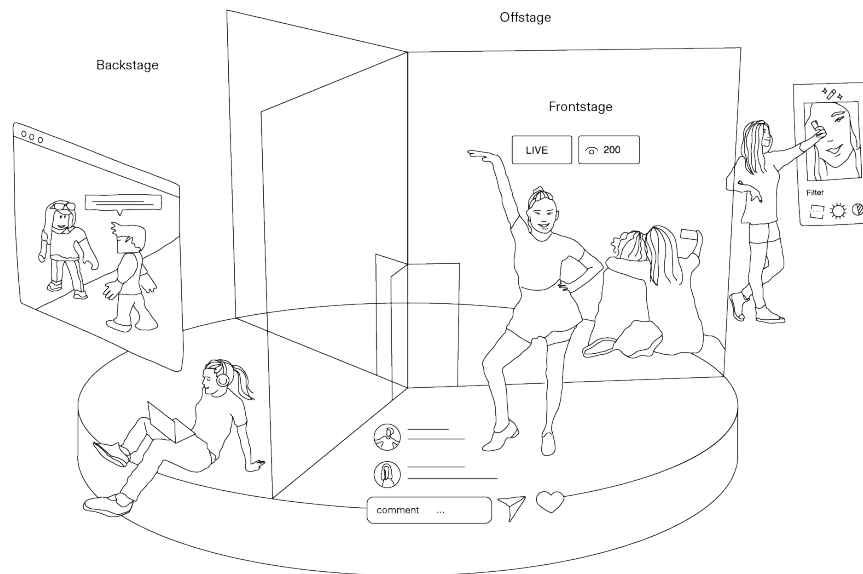 Offstage
Backstage
Frontstage
LIVE
200
Filter
comment ...